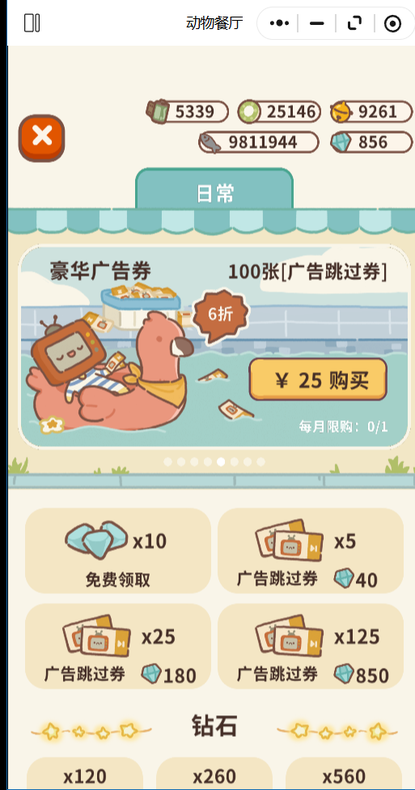 动物餐厅
5339 25146 9261
9811944 856
日常
豪华广告券 100张[广告跳过券]
6折
￥ 25 购买
每月限购：0/1
x10 x5
免费领取 广告跳过券 40
x25 x125
广告跳过券 180 广告跳过券 850
钻石
x120 x260 x560